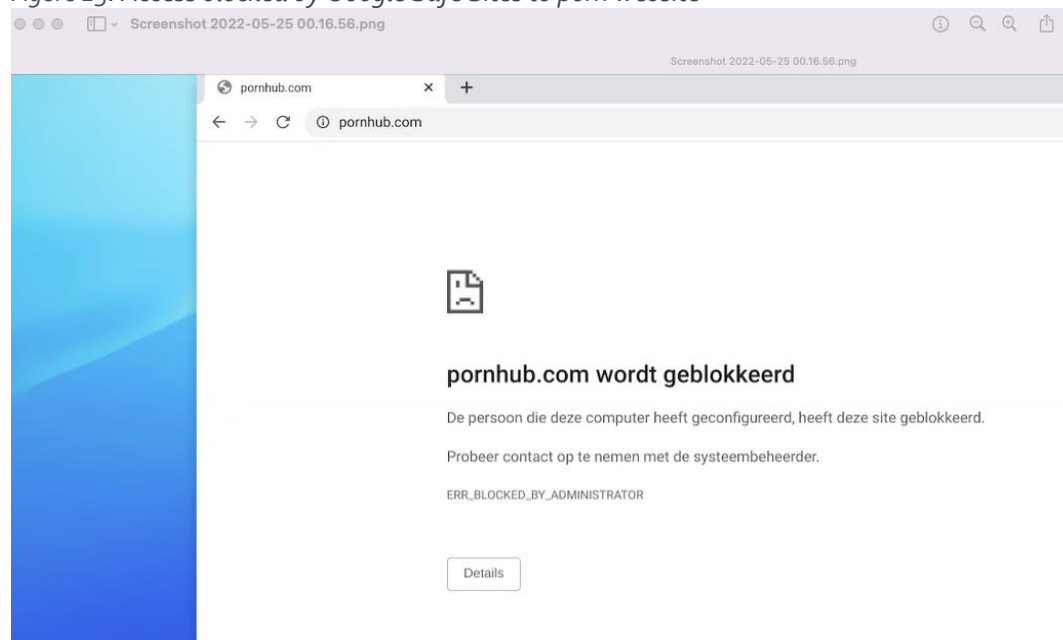 Screenshot 2022-05-25 00.16.56.png
Screenshot 2022-05-25 00.16.56.png
pornhub.com
pornhub.com
pornhub.com wordt geblokkeerd
De persoon die deze computer heeft geconfigureerd, heeft deze site geblokkeerd.
Probeer contact op te nemen met de systeembeheerder.
ERR_BLOCKED_BY_ADMINISTRATOR
Details